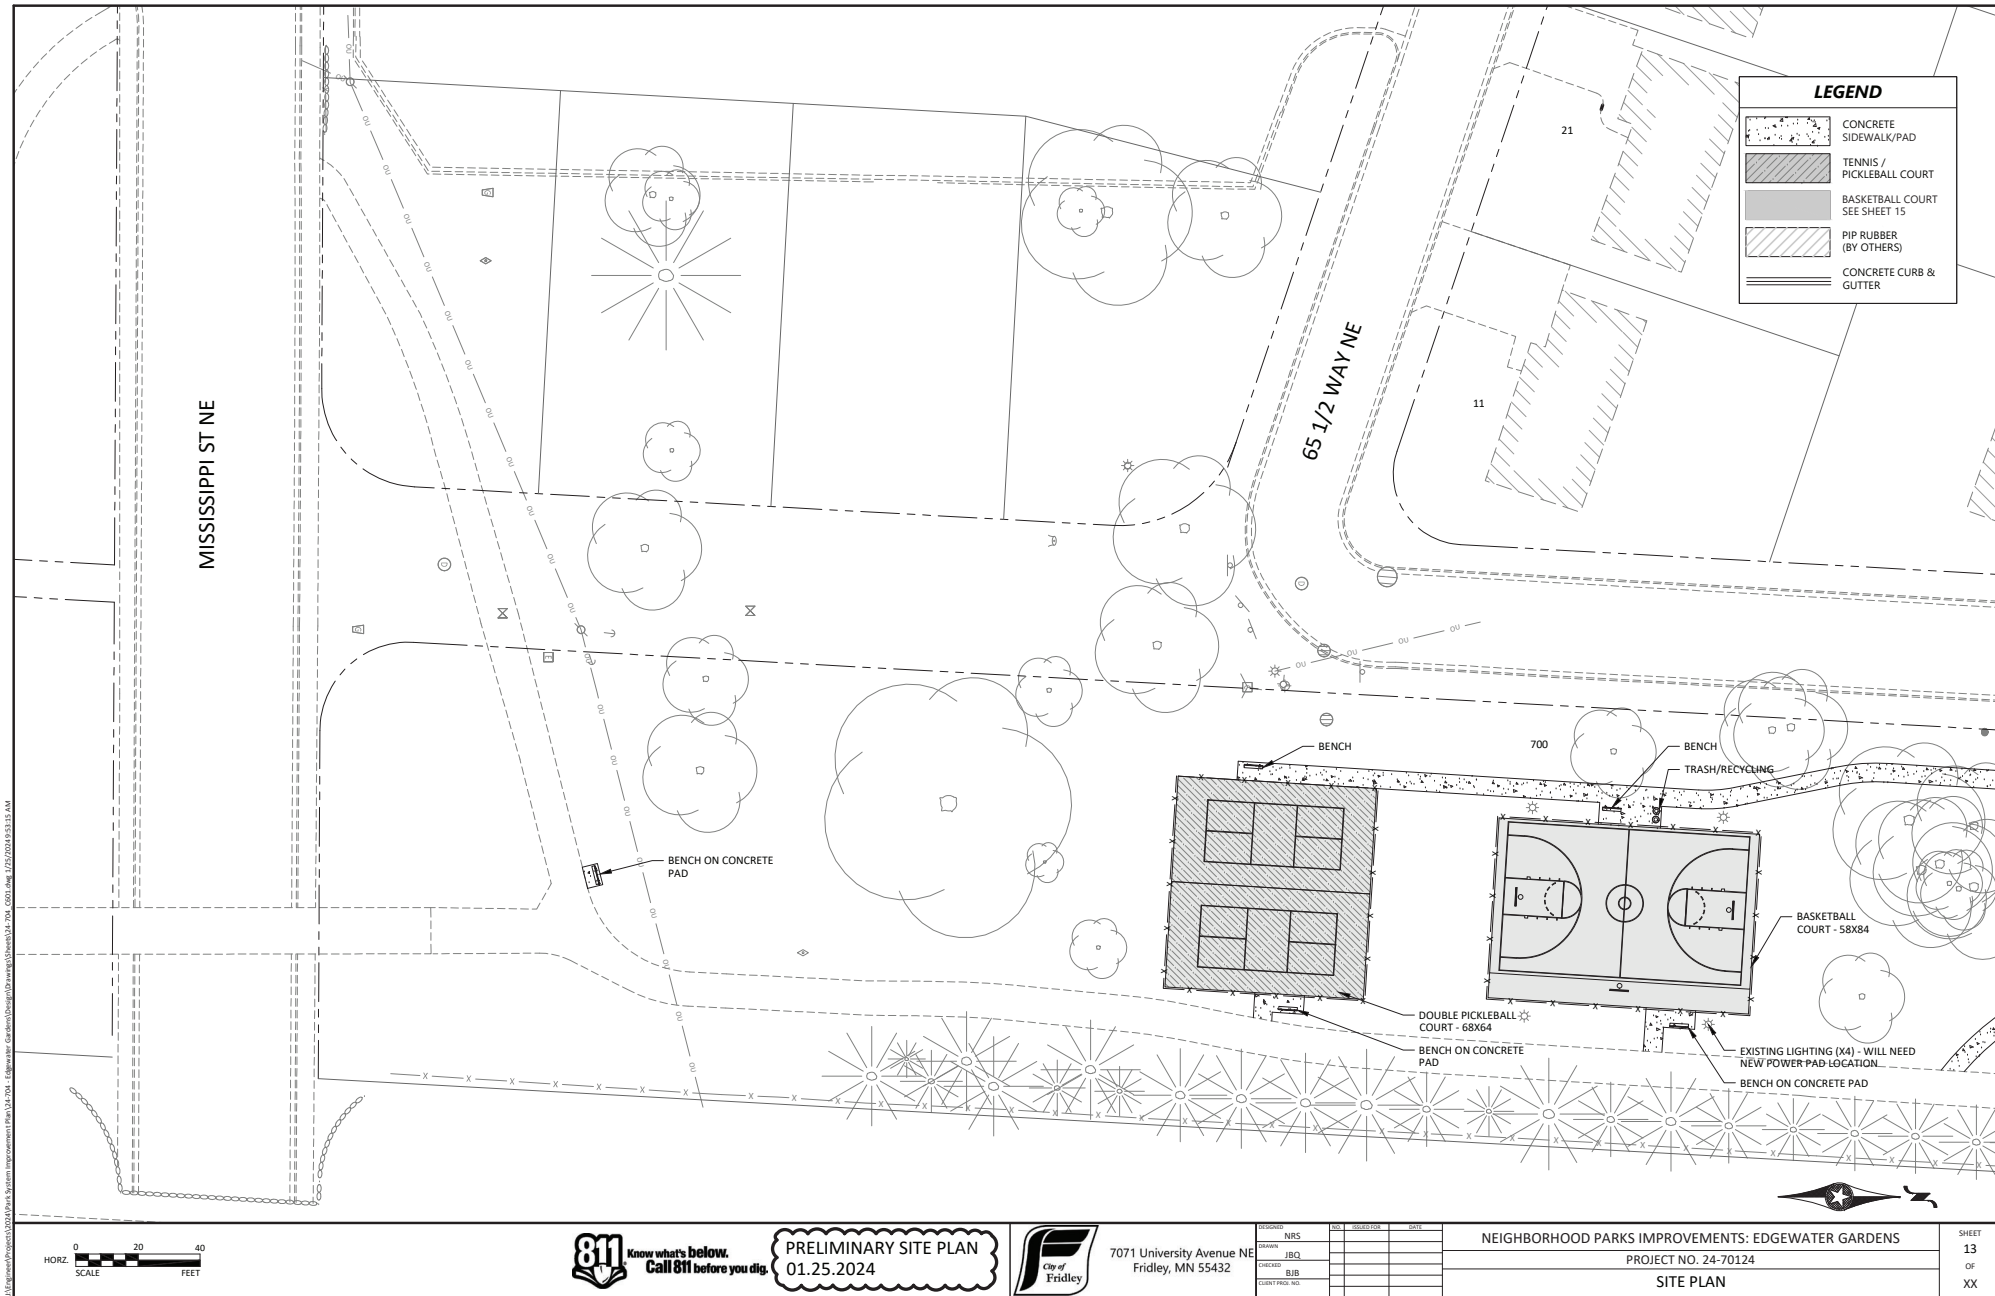 LEGEND
CONCRETE
SIDEWALK/PAD
TENNIS /
PICKLEBALL COURT
BASKETBALL COURT
SEE SHEET 15
PIP RUBBER
(BY OTHERS)
CONCRETE CURB &
GUTTER
21
11
MISSISSIPPI ST NE
65 1/2 WAY NE
BENCH
700
BENCH
TRASH/RECYCLING
BENCH ON CONCRETE
PAD
BASKETBALL
COURT - 58X84
DOUBLE PICKLEBALL
COURT - 68X64
BENCH ON CONCRETE
PAD
EXISTING LIGHTING (X4) - WILL NEED
NEW POWER PAD LOCATION
BENCH ON CONCRETE PAD
HORZ.
0 20 40
SCALE FEET
811
Know what's below.
Call 811 before you dig.
PRELIMINARY SITE PLAN
01.25.2024
City of
Fridley
7071 University Avenue NE
Fridley, MN 55432
DESIGNED
NRS
DRAWN
JBQ
CHECKED
BJB
CLIENT PROJ. NO.
NO. ISSUED FOR DATE
NEIGHBORHOOD PARKS IMPROVEMENTS: EDGEWATER GARDENS
PROJECT NO. 24-70124
SITE PLAN
SHEET
13
OF
XX